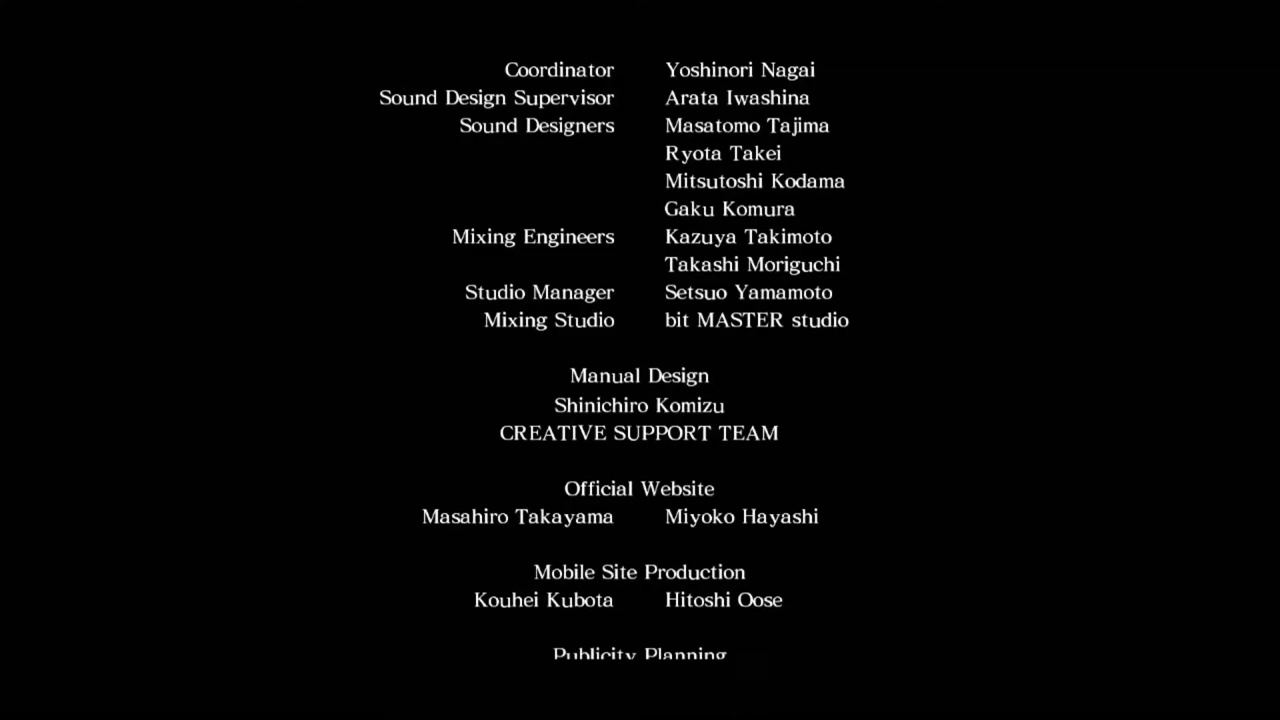 Coordinator Yoshinori Nagai
Sound Design Supervisor Arata Iwashina
Sound Designers Masatomo Tajima
Ryota Takei
Mitsutoshi Kodama
Gaku Komura
Mixing Engineers Kazuya Takimoto
Takashi Moriguchi
Studio Manager Setsuo Yamamoto
Mixing Studio bit MASTER studio
Manual Design
Shinichiro Komizu
CREATIVE SUPPORT TEAM
Official Website
Masahiro Takayama Miyoko Hayashi
Mobile Site Production
Kouhei Kubota Hitoshi Oose
Publicity Planning